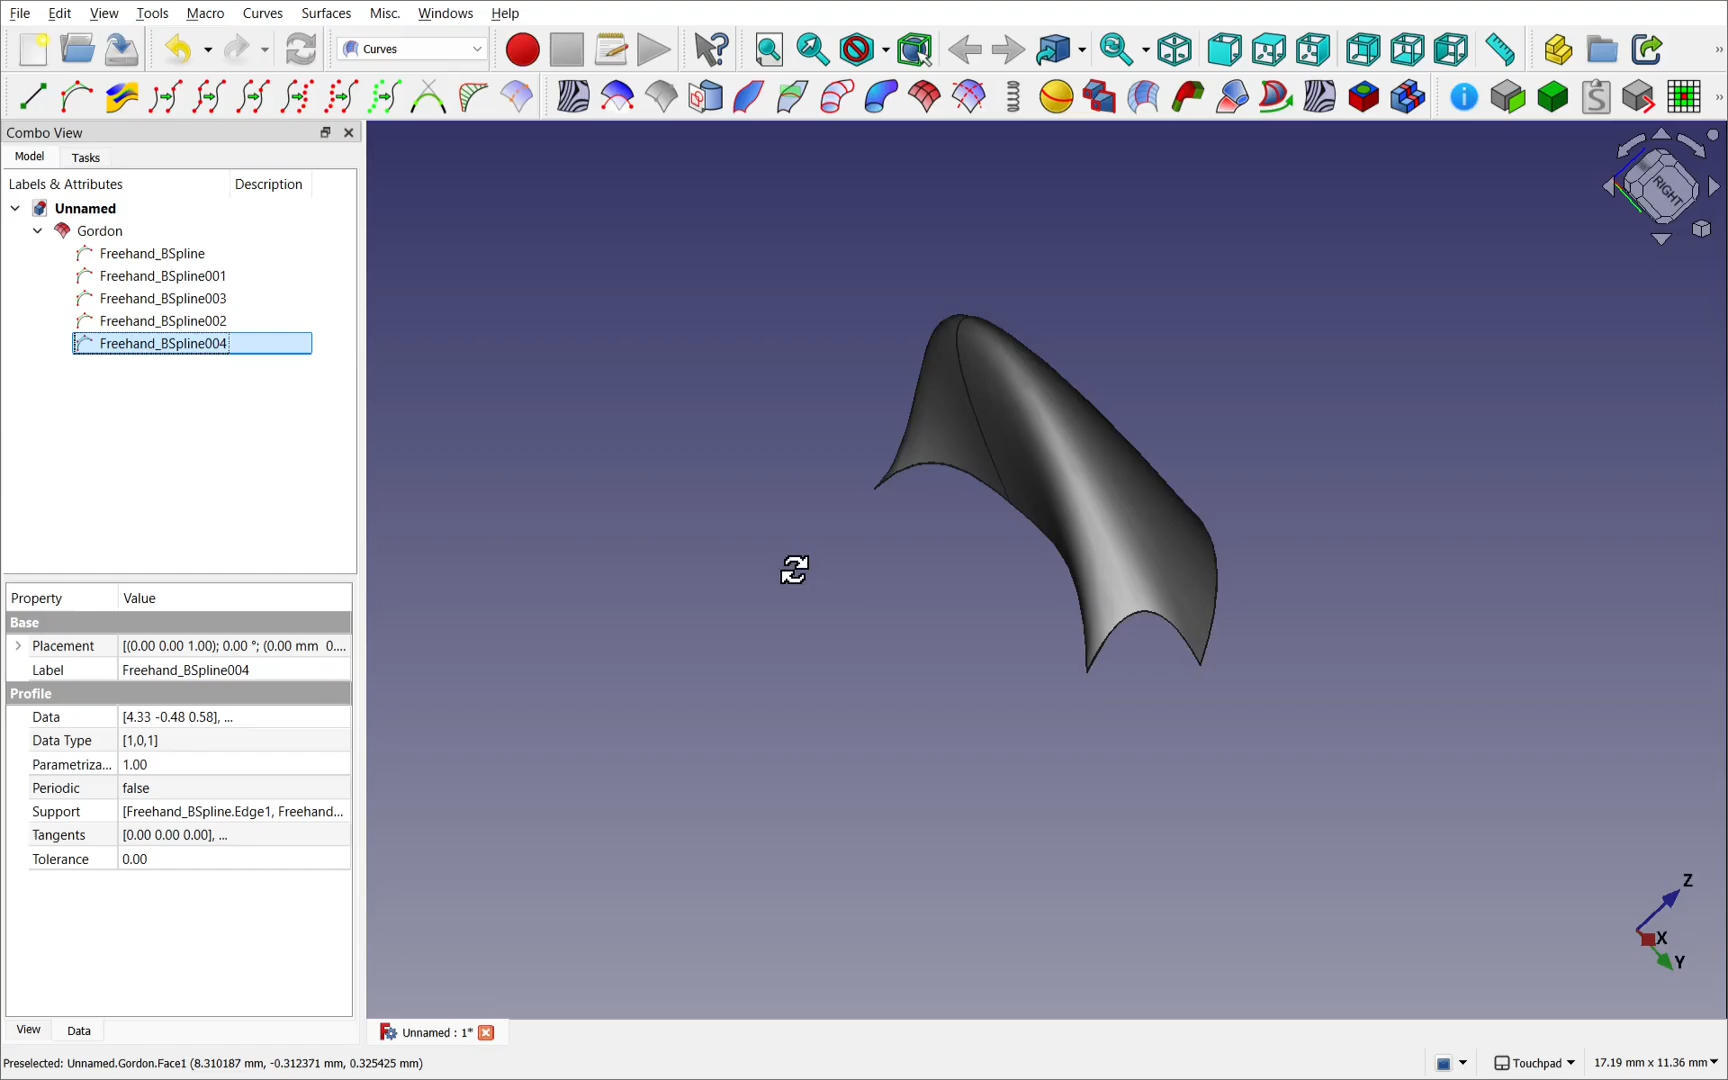 File Edit View Tools Macro Curves Surfaces Misc. Windows Help
Curves
Combo View
Model Tasks
Labels & Attributes Description
Unnamed
Gordon
Freehand_BSpline
Freehand_BSpline001
Freehand_BSpline003
Freehand_BSpline002
Freehand_BSpline004
RIGHT
Property Value
Base
Placement [(0.00 0.00 1.00); 0.00 °; (0.00 mm 0....
Label Freehand_BSpline004
Profile
Data [4.33 -0.48 0.58], ...
Data Type [1,0,1]
Parametriza... 1.00
Periodic false
Support [Freehand_BSpline.Edge1, Freehand...
Tangents [0.00 0.00 0.00], ...
Tolerance 0.00
Z
X
Y
View Data
Unnamed : 1*
Preselected: Unnamed.Gordon.Face1 (8.310187 mm, -0.312371 mm, 0.325425 mm)
Touchpad 17.19 mm x 11.36 mm